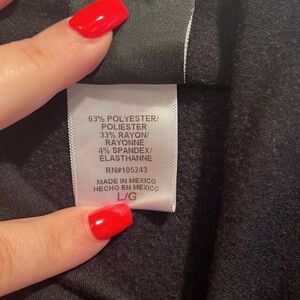 63% POLYESTER/
POLIESTER
33% RAYON/
RAYONNE
4% SPANDEX/
ELASTHANNE
RN#105243
MADE IN MEXICO
HECHO EN MEXICO
L/G